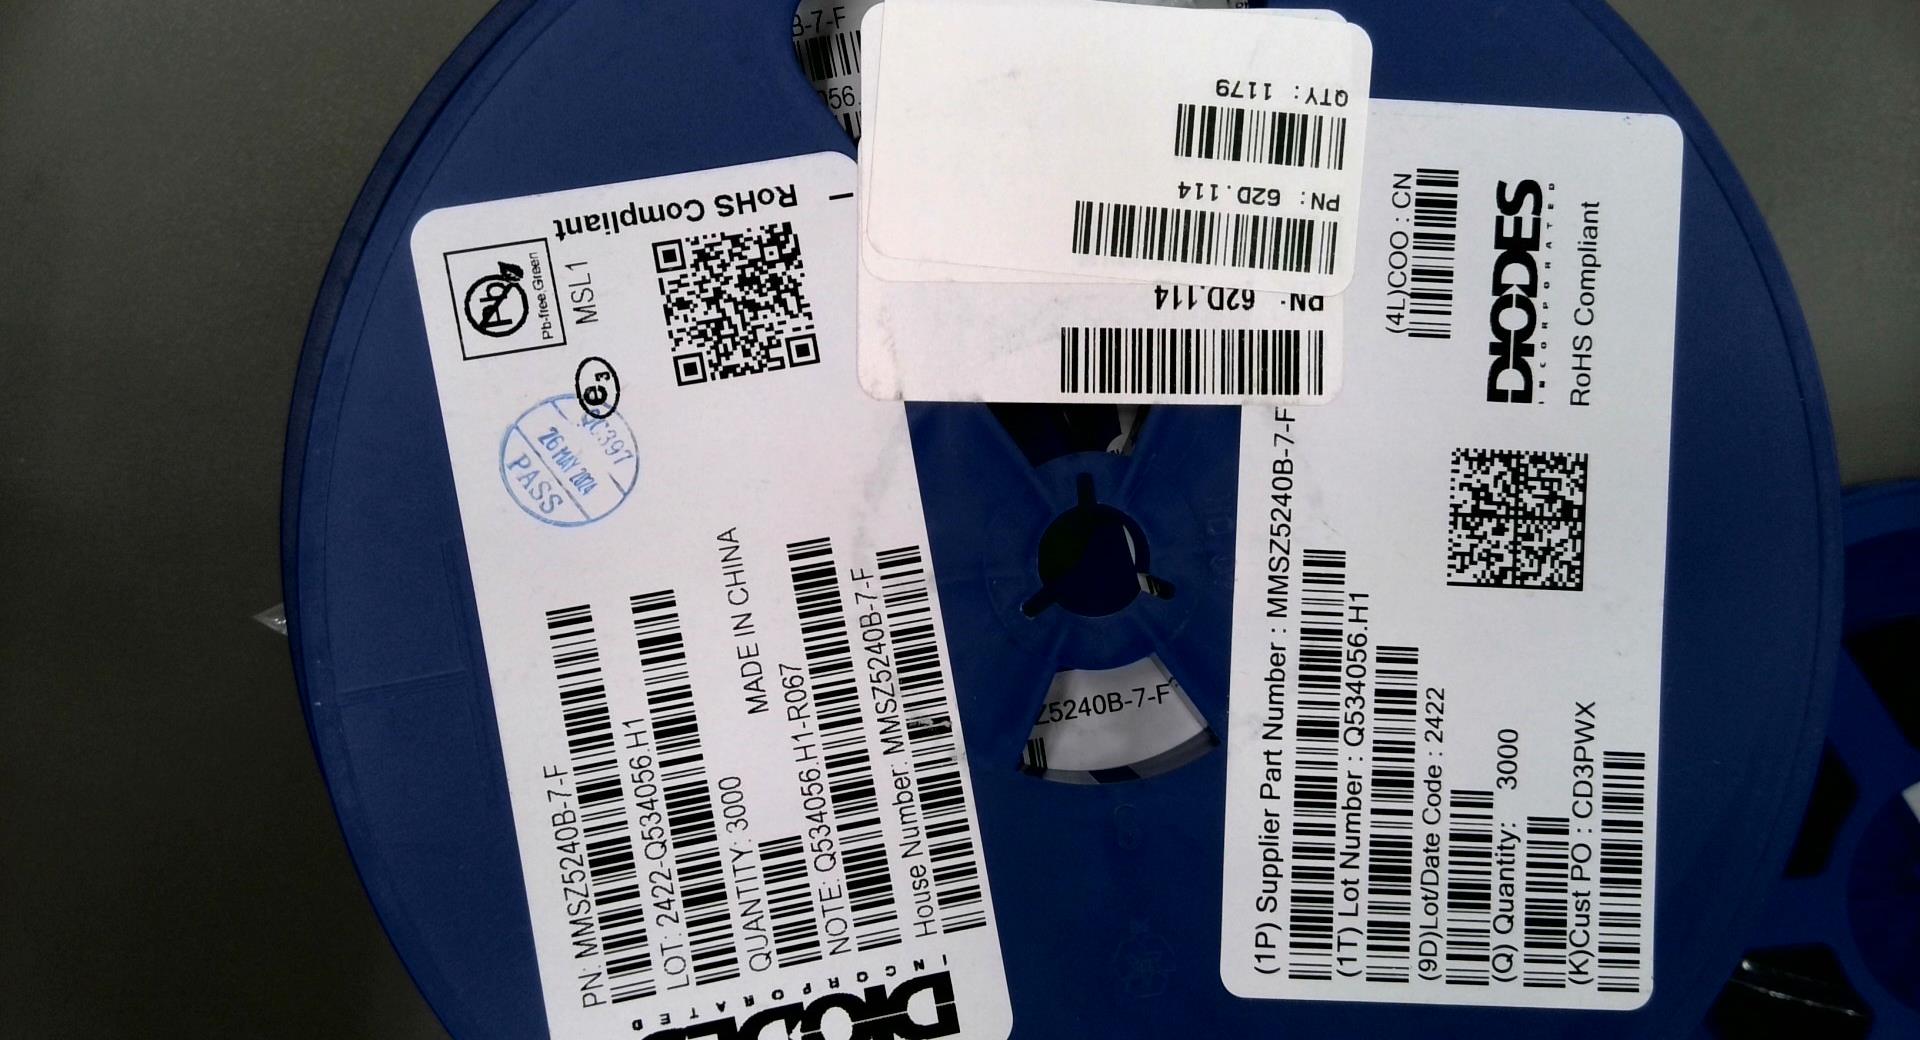 B-7-F
056.
QTY: 1179
PN: 62D.114
PN: 62D.114
RoHS Compliant
Pb
Pb-free.Green
MSL1
e3
QC397
26 MAY 2024
PASS
PN: MMSZ5240B-7-F
LOT: 2422-Q534056.H1
QUANTITY: 3000
MADE IN CHINA
NOTE: Q534056.H1-R067
House Number: MMSZ5240B-7-F
DIODES
INCORPORATED
Z5240B-7-F
(4L)COO : CN
DIODES
INCORPORATED
RoHS Compliant
(1P) Supplier Part Number : MMSZ5240B-7-F
(1T) Lot Number : Q534056.H1
(9D)Lot/Date Code : 2422
(Q) Quantity: 3000
(K)Cust PO : CD3PWX